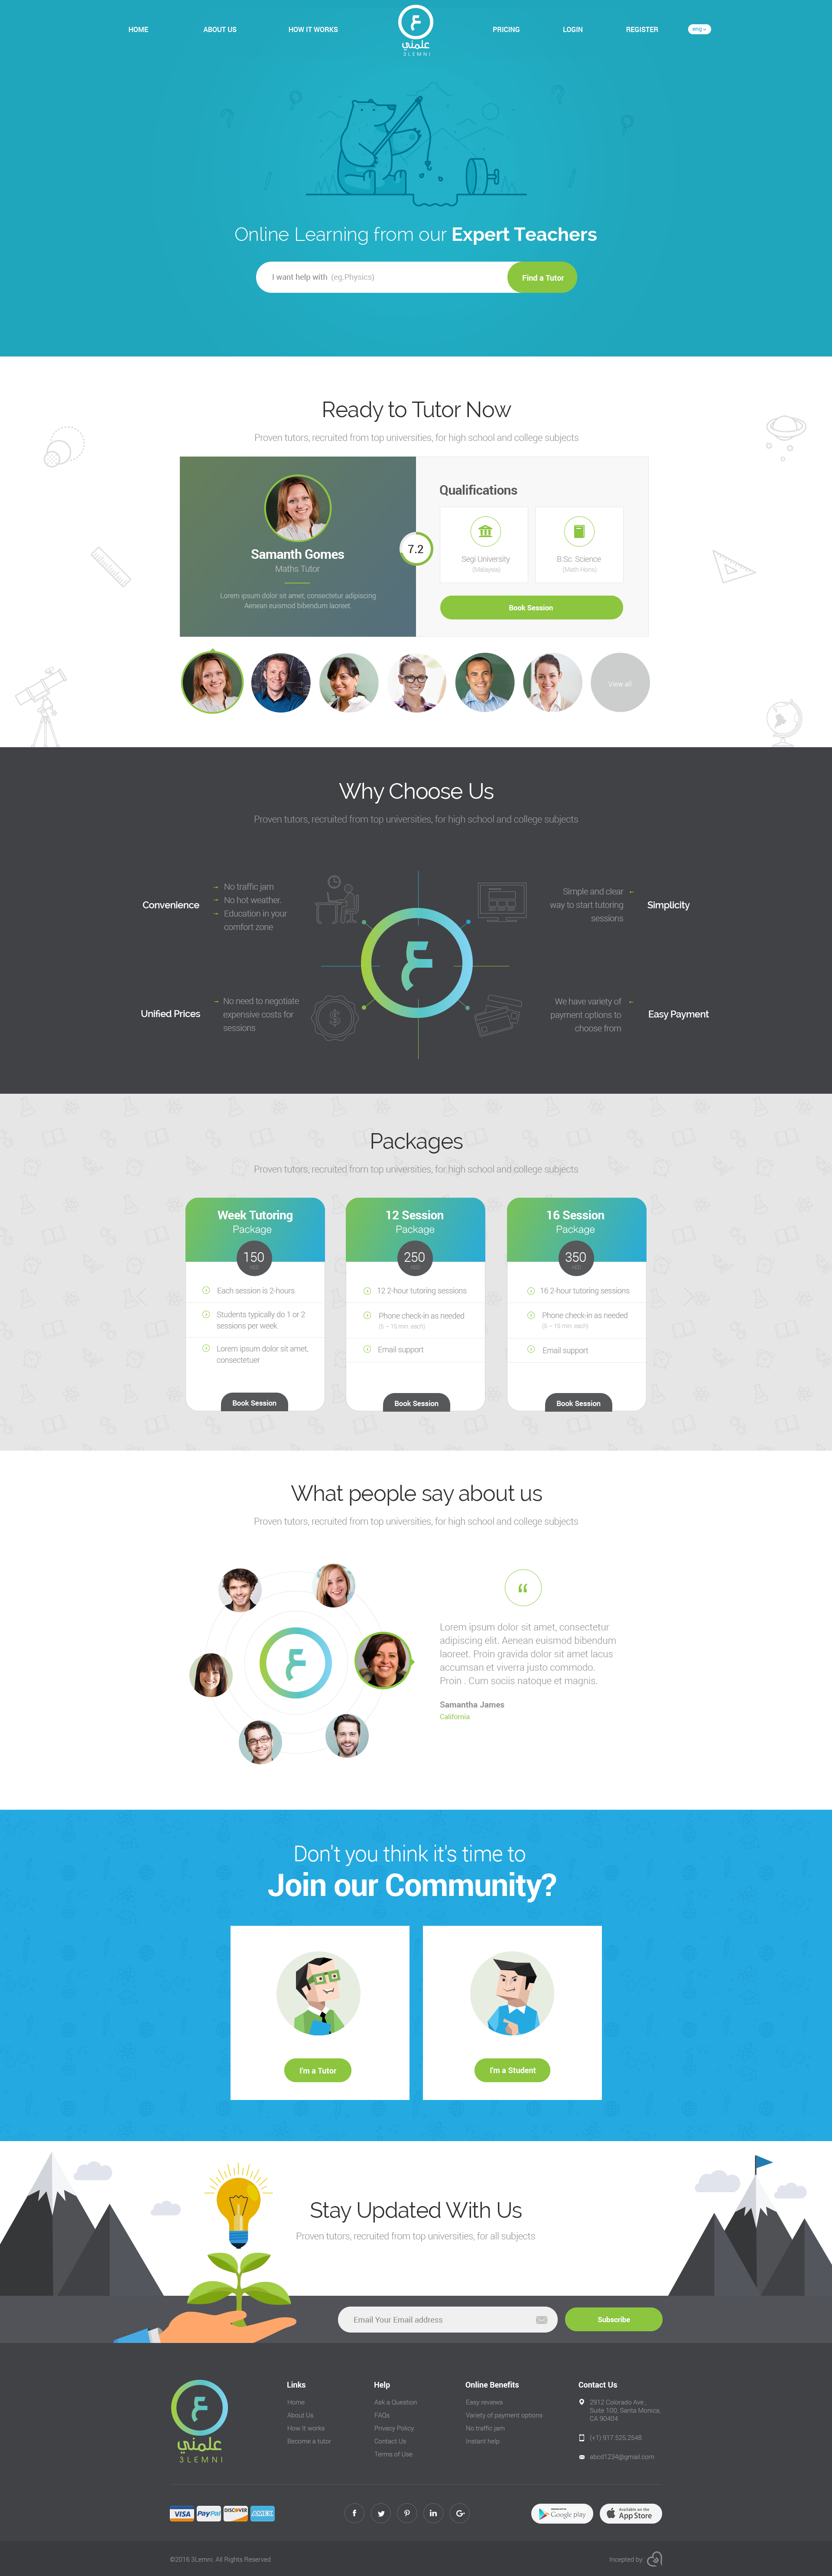 HOME
ABOUT US
HOW IT WORKS
علمني
3LEMNI
PRICING
LOGIN
REGISTER
eng
Online Learning from our Expert Teachers
I want help with (eg.Physics)
Find a Tutor
Ready to Tutor Now
Proven tutors, recruited from top universities, for high school and college subjects
Samanth Gomes
Maths Tutor
Lorem ipsum dolor sit amet, consectetur adipiscing
Aenean euismod bibendum laoreet.
7.2
Qualifications
Segi University
(Malaysia)
B.Sc. Science
(Math Hons)
Book Session
View all
Why Choose Us
Proven tutors, recruited from top universities, for high school and college subjects
Convenience
No traffic jam
No hot weather.
Education in your
comfort zone
Simple and clear
way to start tutoring
sessions
Simplicity
Unified Prices
No need to negotiate
expensive costs for
sessions
We have variety of
payment options to
choose from
Easy Payment
Packages
Proven tutors, recruited from top universities, for high school and college subjects
Week Tutoring
Package
150
Each session is 2-hours
Students typically do 1 or 2
sessions per week
Lorem ipsum dolor sit amet,
consectetuer
Book Session
12 Session
Package
250
12 2-hour tutoring sessions
Phone check-in as needed
(5 – 15 min. each)
Email support
Book Session
16 Session
Package
350
16 2-hour tutoring sessions
Phone check-in as needed
(5 – 15 min. each)
Email support
Book Session
What people say about us
Proven tutors, recruited from top universities, for high school and college subjects
“
Lorem ipsum dolor sit amet, consectetur
adipiscing elit. Aenean euismod bibendum
laoreet. Proin gravida dolor sit amet lacus
accumsan et viverra justo commodo.
Proin . Cum sociis natoque et magnis.
Samantha James
California
Don't you think it's time to
Join our Community?
I'm a Tutor
I'm a Student
Stay Updated With Us
Proven tutors, recruited from top universities, for all subjects
Email Your Email address
Subscribe
علمني
3LEMNI
Links
Home
About Us
How it works
Become a tutor
Help
Ask a Question
FAQs
Privacy Policy
Contact Us
Terms of Use
Online Benefits
Easy reviews
Variety of payment options
No traffic jam
Instant help
Contact Us
2912 Colorado Ave.,
Suite 100, Santa Monica,
CA 90404
(+1) 917.525.2548
abcd1234@gmail.com
VISA
PayPal
DISCOVER
AMEX
Google play
Available on the
App Store
©2016 3Lemni. All Rights Reserved
Incepted by: